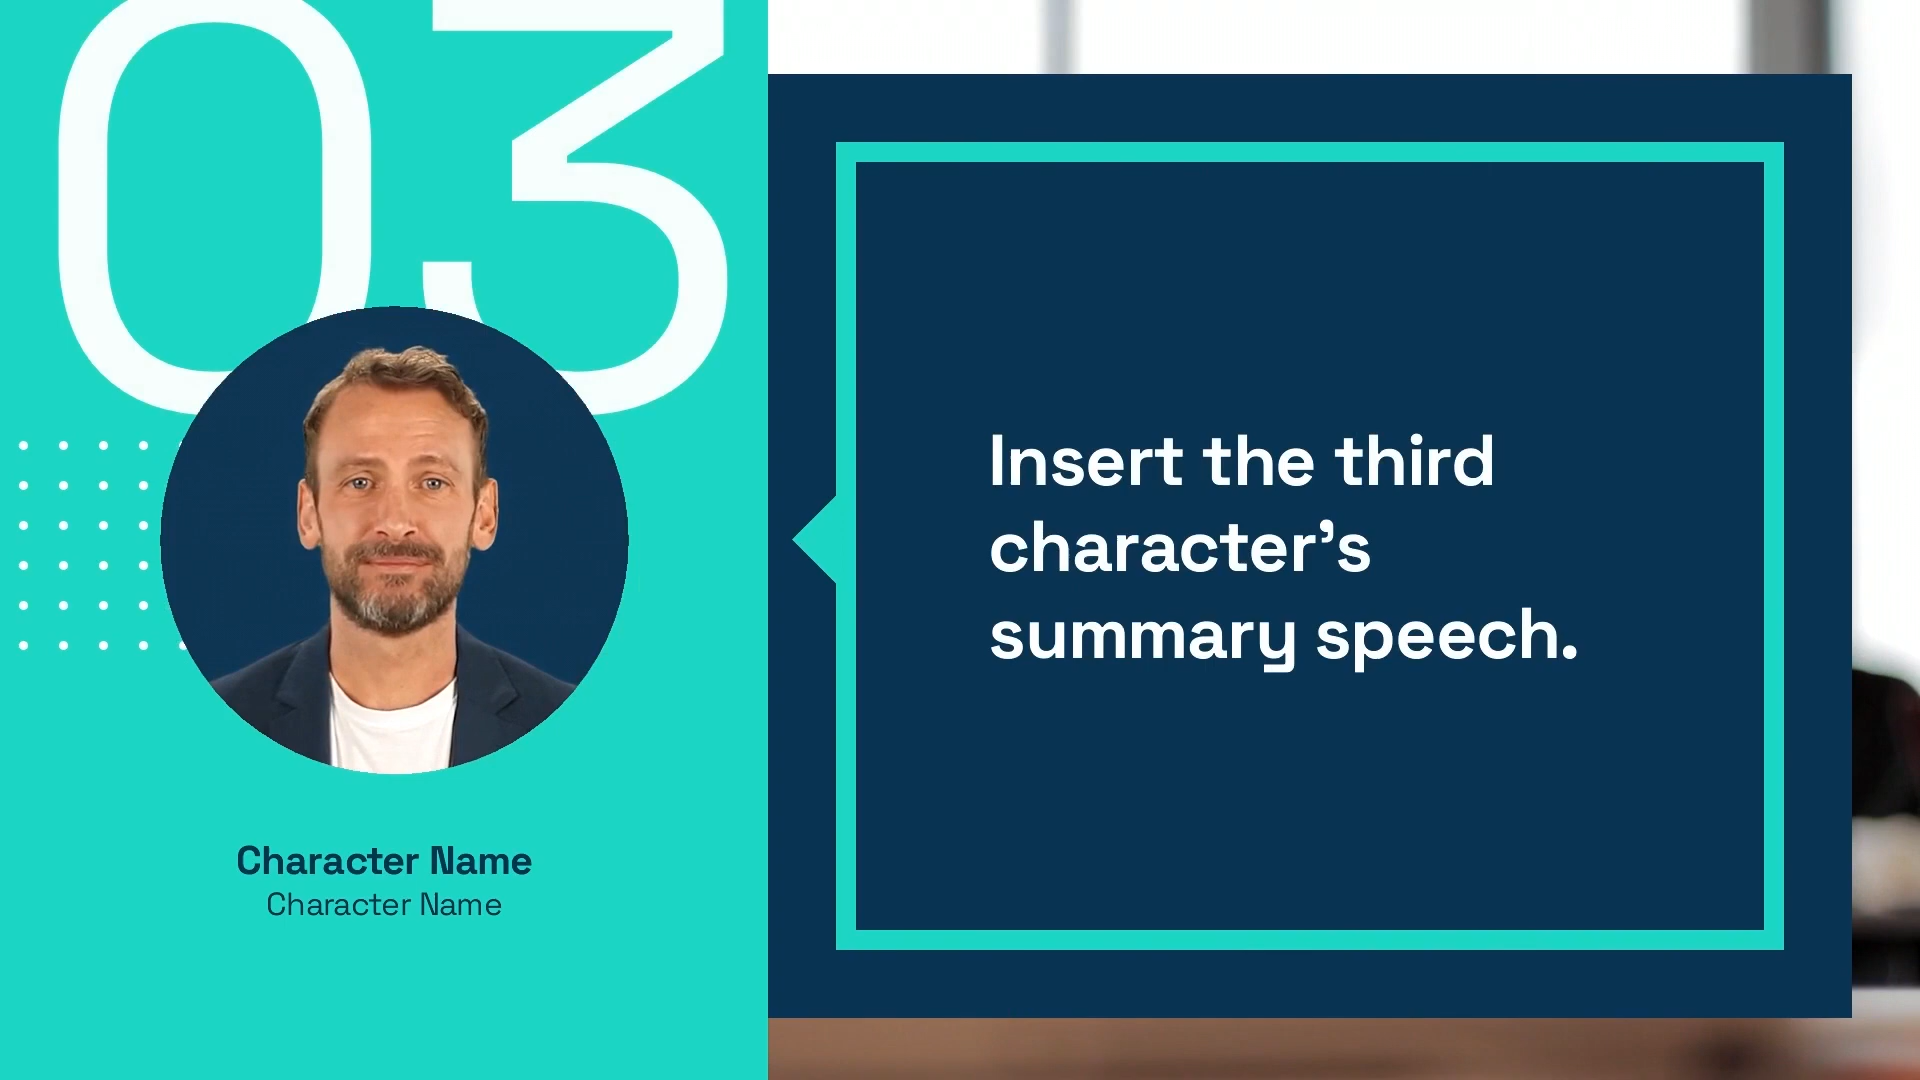 03
Character Name
Character Name
Insert the third
character’s
summary speech.